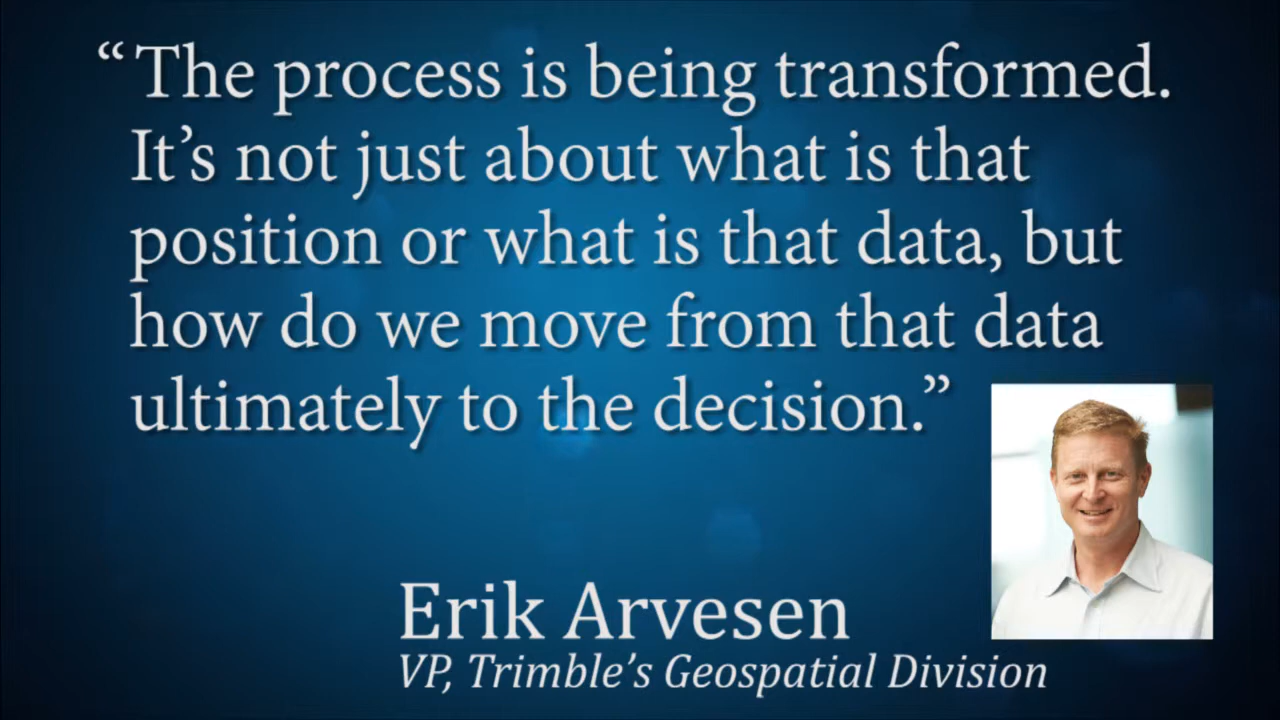 “The process is being transformed.
It’s not just about what is that
position or what is that data, but
how do we move from that data
ultimately to the decision.”
Erik Arvesen
VP, Trimble’s Geospatial Division